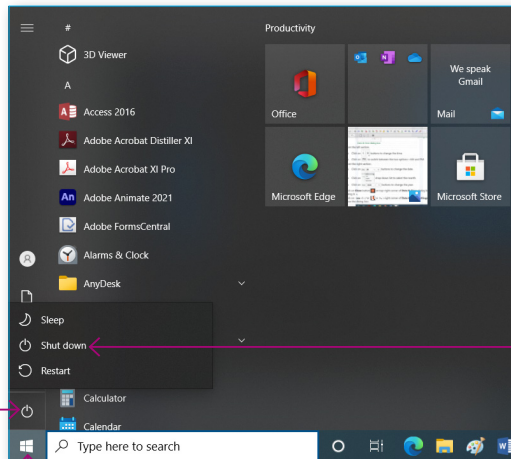 #
3D Viewer
A
Access 2016
Adobe Acrobat Distiller XI
Adobe Acrobat XI Pro
Adobe Animate 2021
Adobe FormsCentral
Alarms & Clock
AnyDesk
Sleep
Shut down
Restart
Calculator
Calendar
Type here to search
Productivity
Office
We speak
Gmail
Mail
Microsoft Edge
Microsoft Store